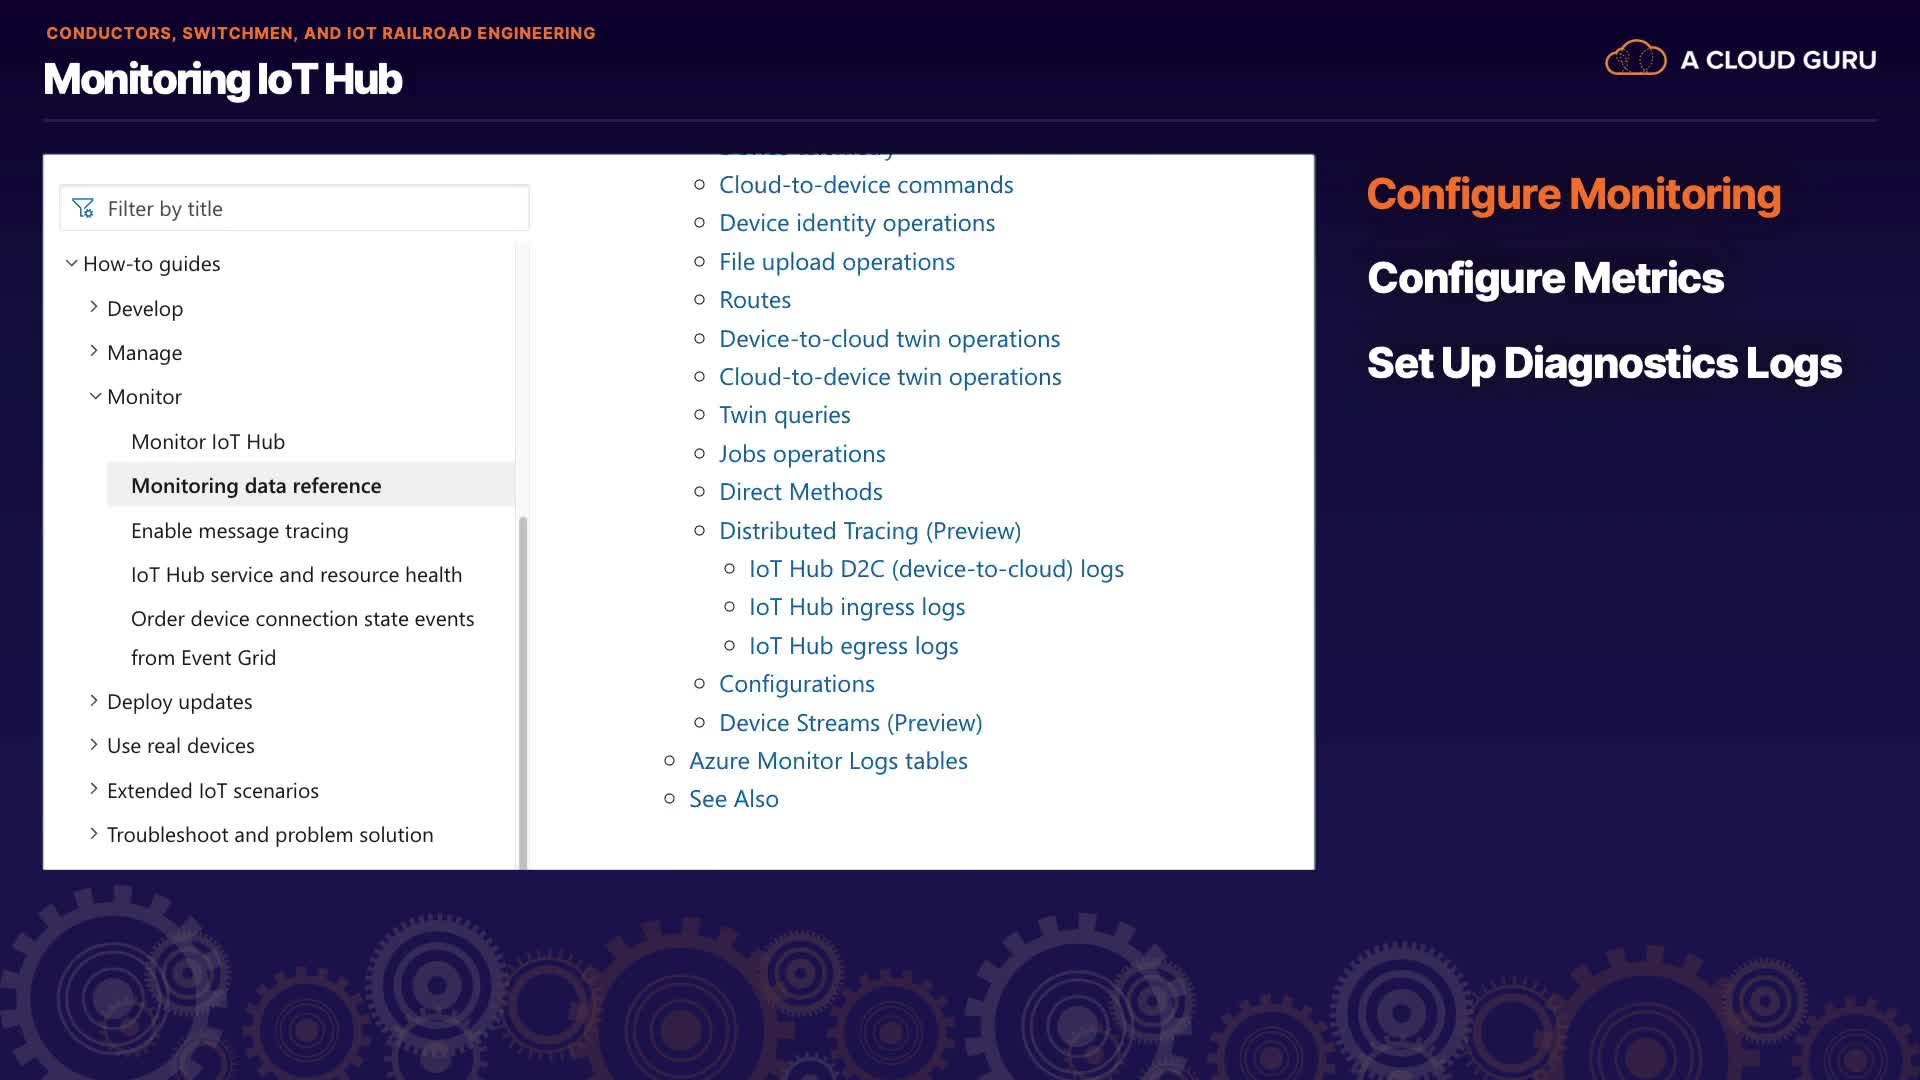 CONDUCTORS, SWITCHMEN, AND IOT RAILROAD ENGINEERING
Monitoring IoT Hub
A CLOUD GURU
Filter by title
How-to guides
Develop
Manage
Monitor
Monitor IoT Hub
Monitoring data reference
Enable message tracing
IoT Hub service and resource health
Order device connection state events
from Event Grid
Deploy updates
Use real devices
Extended IoT scenarios
Troubleshoot and problem solution
Cloud-to-device commands
Device identity operations
File upload operations
Routes
Device-to-cloud twin operations
Cloud-to-device twin operations
Twin queries
Jobs operations
Direct Methods
Distributed Tracing (Preview)
IoT Hub D2C (device-to-cloud) logs
IoT Hub ingress logs
IoT Hub egress logs
Configurations
Device Streams (Preview)
Azure Monitor Logs tables
See Also
Configure Monitoring
Configure Metrics
Set Up Diagnostics Logs